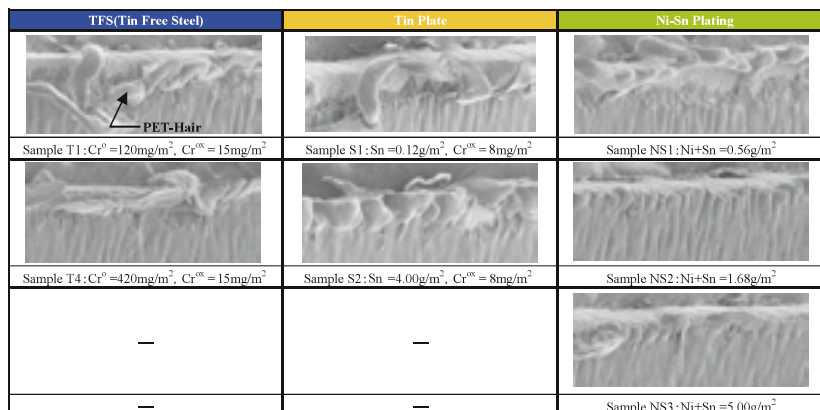 TFS(Tin Free Steel) Tin Plate Ni-Sn Plating
PET-Hair
Sample T1：Cr° =120mg/m², Cr^ox = 15mg/m² Sample S1：Sn =0.12g/m², Cr^ox = 8mg/m² Sample NS1：Ni+Sn =0.56g/m²
Sample T4：Cr° =420mg/m², Cr^ox = 15mg/m² Sample S2：Sn =4.00g/m², Cr^ox = 8mg/m² Sample NS2：Ni+Sn =1.68g/m²
— —
— — Sample NS3：Ni+Sn =5.00g/m²